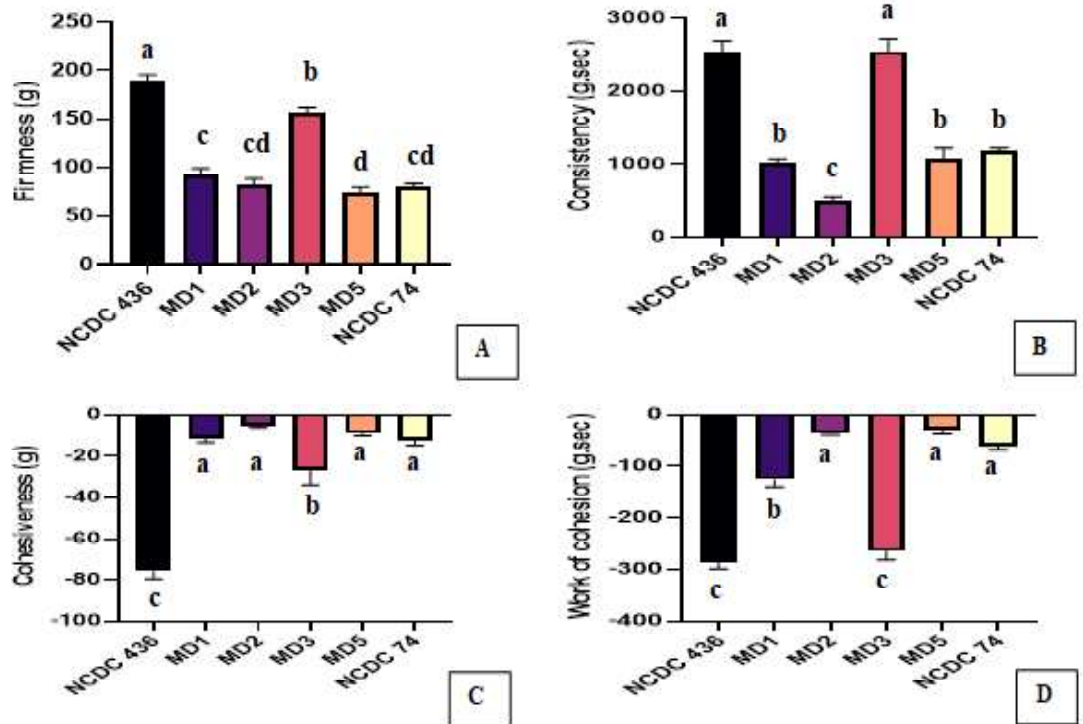 Firmness (g)
250
200
150
100
50
0
a
c
cd
b
d
cd
NCDC 436
MD1
MD2
MD3
MD5
NCDC 74
A
Consistency (g.sec)
3000
2000
1000
0
a
b
c
a
b
b
NCDC 436
MD1
MD2
MD3
MD5
NCDC 74
B
Cohesiveness (g)
0
-20
-40
-60
-80
-100
c
a
a
b
a
a
NCDC 436
MD1
MD2
MD3
MD5
NCDC 74
C
Work of cohesion (g.sec)
0
-100
-200
-300
-400
c
b
a
c
a
a
NCDC 436
MD1
MD2
MD3
MD5
NCDC 74
D